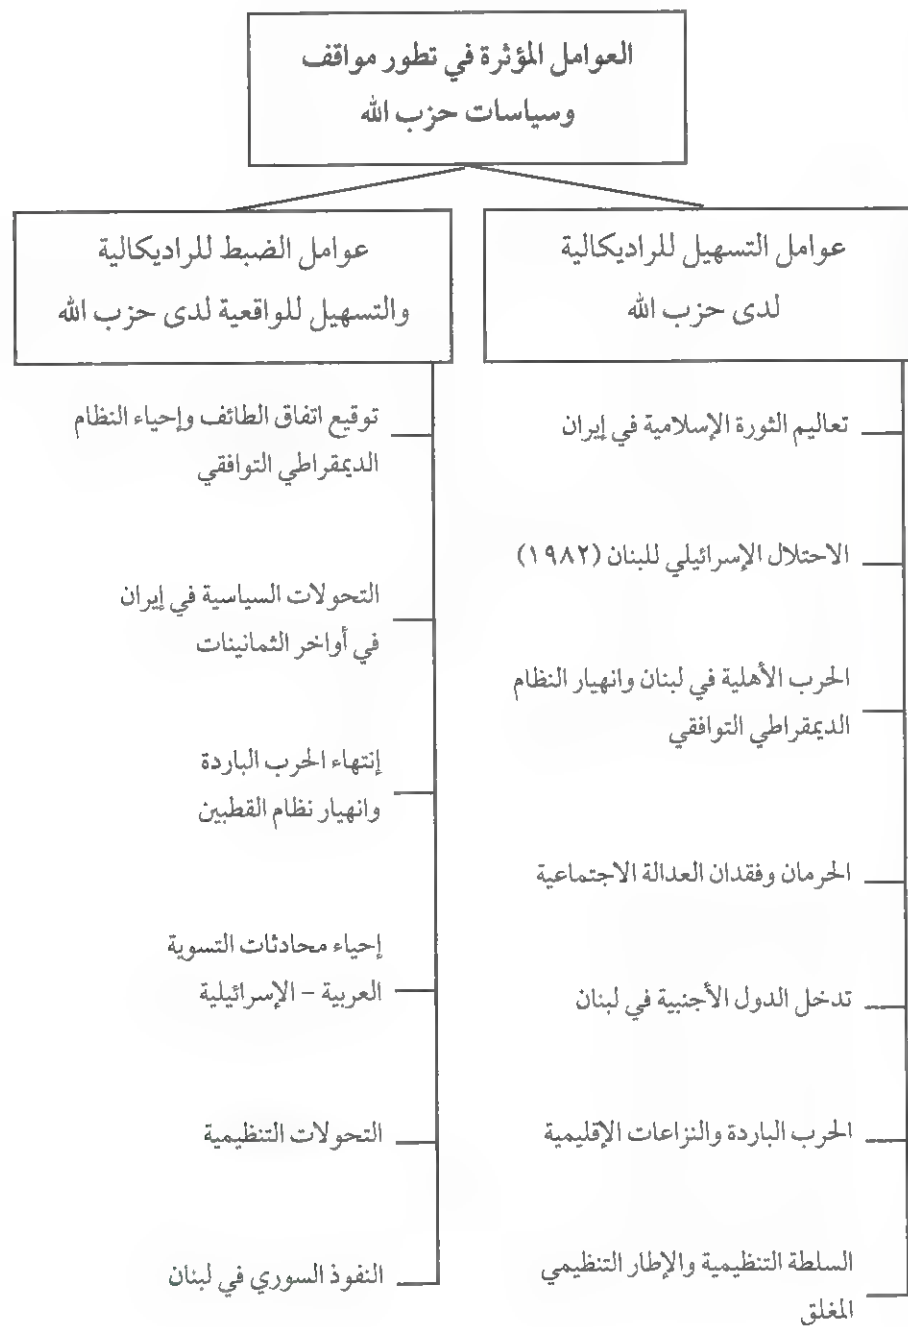 العوامل المؤثرة في تطور مواقف
وسياسات حزب الله
عوامل التسهيل للراديكالية
لدى حزب الله
تعاليم الثورة الإسلامية في إيران
الاحتلال الإسرائيلي للبنان (١٩٨٢)
الحرب الأهلية في لبنان وانهيار النظام
الديمقراطي التوافقي
الحرمان وفقدان العدالة الاجتماعية
تدخل الدول الأجنبية في لبنان
الحرب الباردة والنزاعات الإقليمية
السلطة التنظيمية والإطار التنظيمي
المغلق
عوامل الضبط للراديكالية
والتسهيل للواقعية لدى حزب الله
توقيع اتفاق الطائف وإحياء النظام
الديمقراطي التوافقي
التحولات السياسية في إيران
في أواخر الثمانينات
إنتهاء الحرب الباردة
وانهيار نظام القطبين
إحياء محادثات التسوية
العربية – الإسرائيلية
التحولات التنظيمية
النفوذ السوري في لبنان